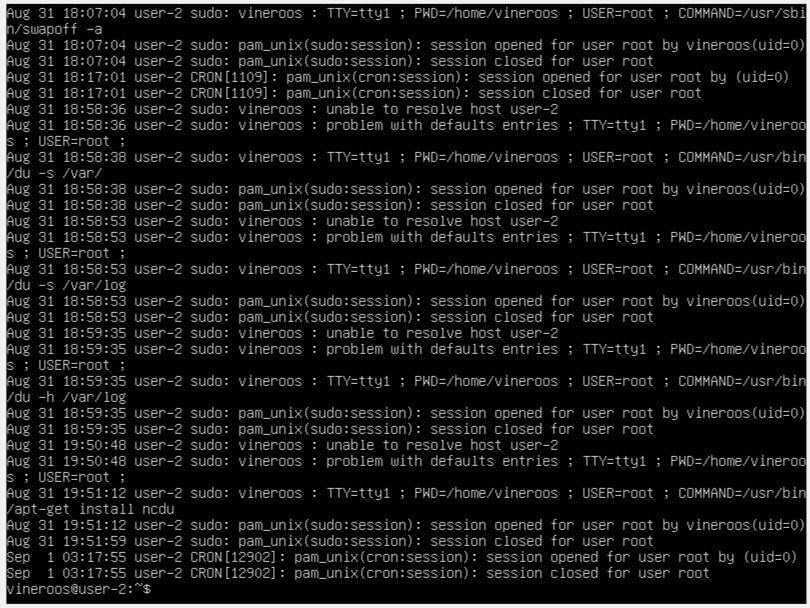 Aug 31 18:07:04 user-2 sudo: vineroos : TTY=tty1 ; PWD=/home/vineroos ; USER=root ; COMMAND=/usr/sbi
n/swapoff -a
Aug 31 18:07:04 user-2 sudo: pam_unix(sudo:session): session opened for user root by vineroos(uid=0)
Aug 31 18:07:04 user-2 sudo: pam_unix(sudo:session): session closed for user root
Aug 31 18:17:01 user-2 CRON[1109]: pam_unix(cron:session): session opened for user root by (uid=0)
Aug 31 18:17:01 user-2 CRON[1109]: pam_unix(cron:session): session closed for user root
Aug 31 18:58:36 user-2 sudo: vineroos : unable to resolve host user-2
Aug 31 18:58:36 user-2 sudo: vineroos : problem with defaults entries ; TTY=tty1 ; PWD=/home/vineroo
s ; USER=root ;
Aug 31 18:58:38 user-2 sudo: vineroos : TTY=tty1 ; PWD=/home/vineroos ; USER=root ; COMMAND=/usr/bin
/du -s /var/
Aug 31 18:58:38 user-2 sudo: pam_unix(sudo:session): session opened for user root by vineroos(uid=0)
Aug 31 18:58:38 user-2 sudo: pam_unix(sudo:session): session closed for user root
Aug 31 18:58:53 user-2 sudo: vineroos : unable to resolve host user-2
Aug 31 18:58:53 user-2 sudo: vineroos : problem with defaults entries ; TTY=tty1 ; PWD=/home/vineroo
s ; USER=root ;
Aug 31 18:58:53 user-2 sudo: vineroos : TTY=tty1 ; PWD=/home/vineroos ; USER=root ; COMMAND=/usr/bin
/du -s /var/log
Aug 31 18:58:53 user-2 sudo: pam_unix(sudo:session): session opened for user root by vineroos(uid=0)
Aug 31 18:58:53 user-2 sudo: pam_unix(sudo:session): session closed for user root
Aug 31 18:59:35 user-2 sudo: vineroos : unable to resolve host user-2
Aug 31 18:59:35 user-2 sudo: vineroos : problem with defaults entries ; TTY=tty1 ; PWD=/home/vineroo
s ; USER=root ;
Aug 31 18:59:35 user-2 sudo: vineroos : TTY=tty1 ; PWD=/home/vineroos ; USER=root ; COMMAND=/usr/bin
/du -h /var/log
Aug 31 18:59:35 user-2 sudo: pam_unix(sudo:session): session opened for user root by vineroos(uid=0)
Aug 31 18:59:35 user-2 sudo: pam_unix(sudo:session): session closed for user root
Aug 31 19:50:48 user-2 sudo: vineroos : unable to resolve host user-2
Aug 31 19:50:48 user-2 sudo: vineroos : problem with defaults entries ; TTY=tty1 ; PWD=/home/vineroo
s ; USER=root ;
Aug 31 19:51:12 user-2 sudo: vineroos : TTY=tty1 ; PWD=/home/vineroos ; USER=root ; COMMAND=/usr/bin
/apt-get install ncdu
Aug 31 19:51:12 user-2 sudo: pam_unix(sudo:session): session opened for user root by vineroos(uid=0)
Aug 31 19:51:59 user-2 sudo: pam_unix(sudo:session): session closed for user root
Sep  1 03:17:55 user-2 CRON[12902]: pam_unix(cron:session): session opened for user root by (uid=0)
Sep  1 03:17:55 user-2 CRON[12902]: pam_unix(cron:session): session closed for user root
vineroos@user-2:~$